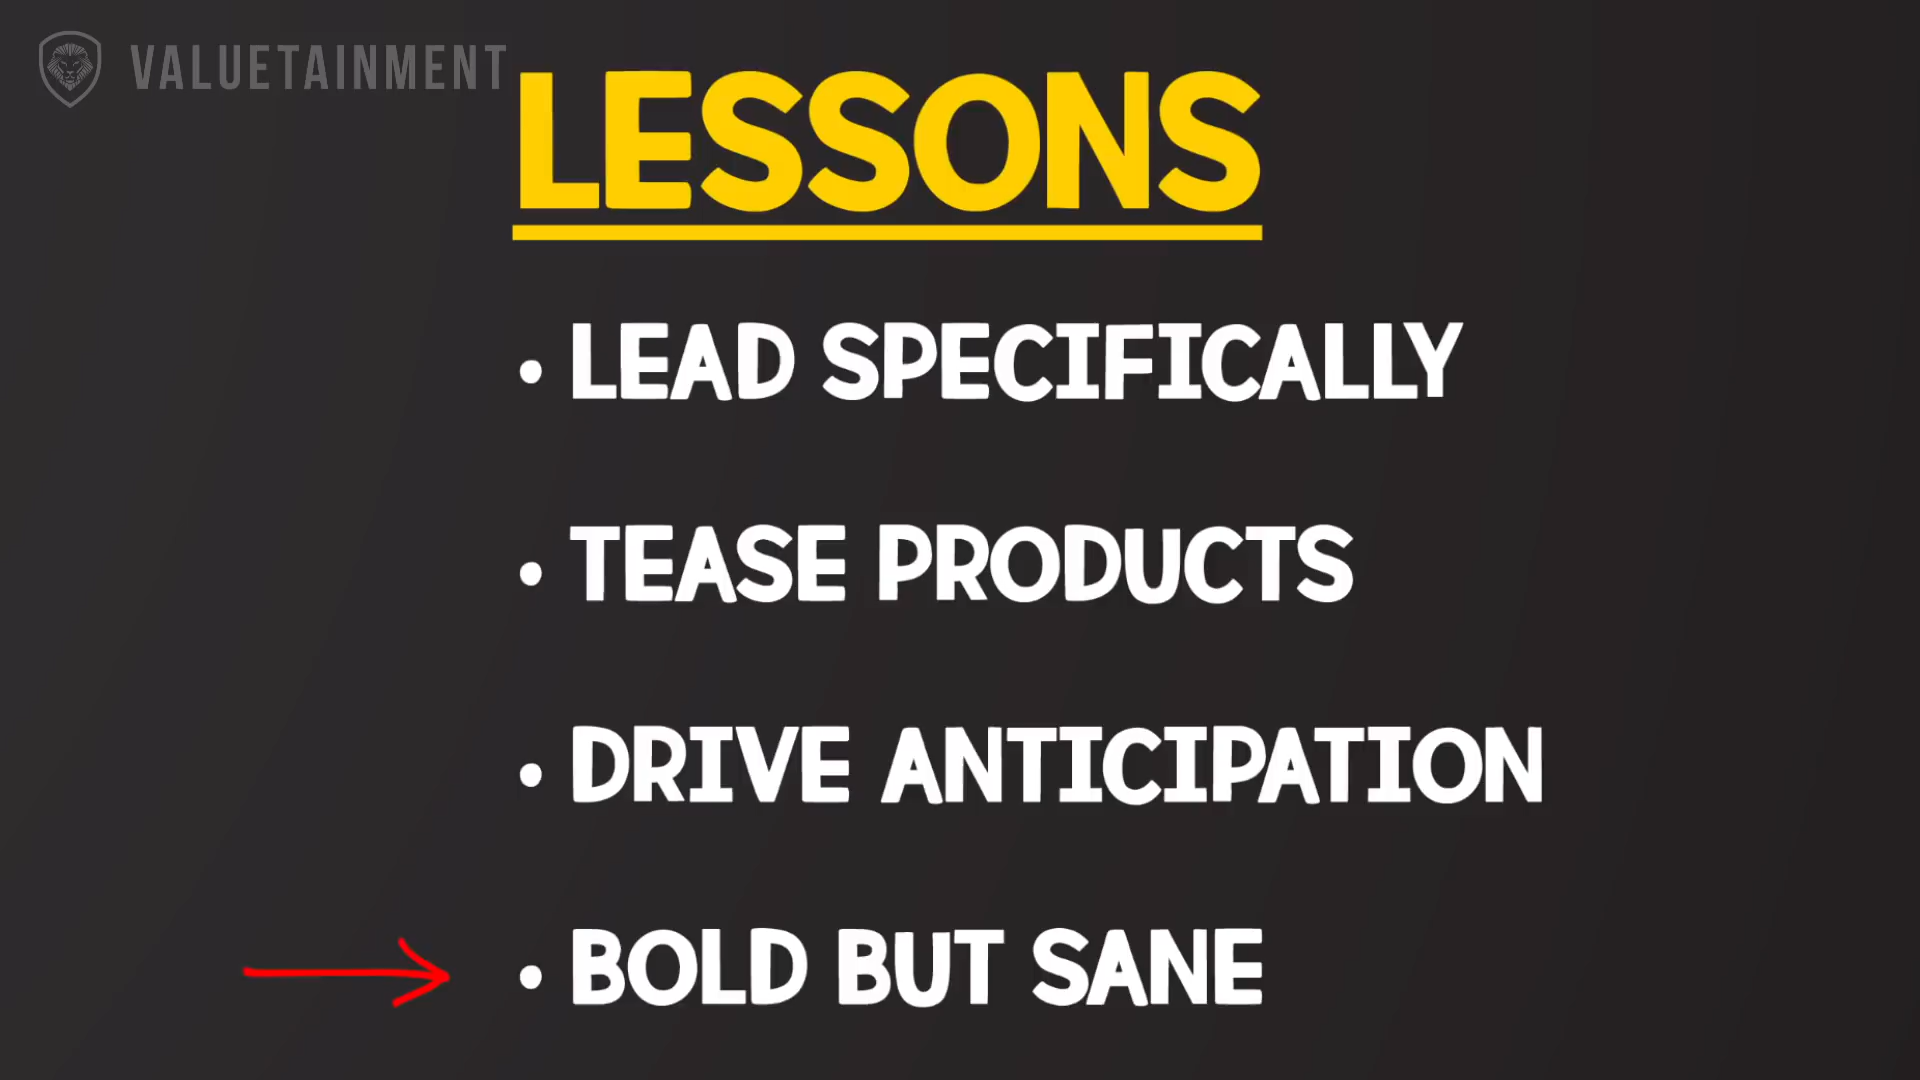 VALUETAINMENT
LESSONS
• LEAD SPECIFICALLY
• TEASE PRODUCTS
• DRIVE ANTICIPATION
• BOLD BUT SANE